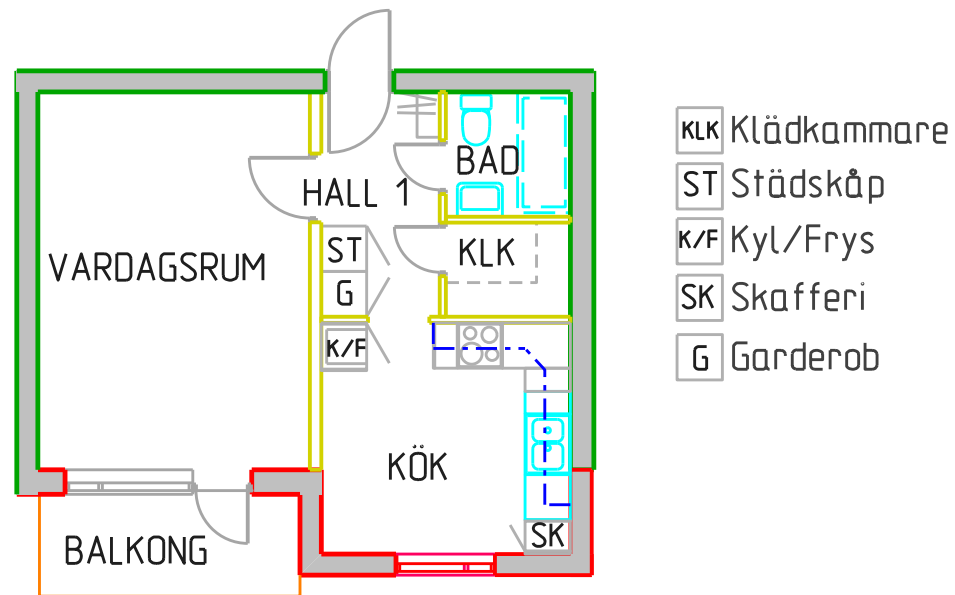 BAD
HALL 1
ST
KLK
VARDAGSRUM
G
K/F
KÖK
SK
BALKONG
KLK Klädkammare
ST Städskåp
K/F Kyl/Frys
SK Skafferi
G Garderob